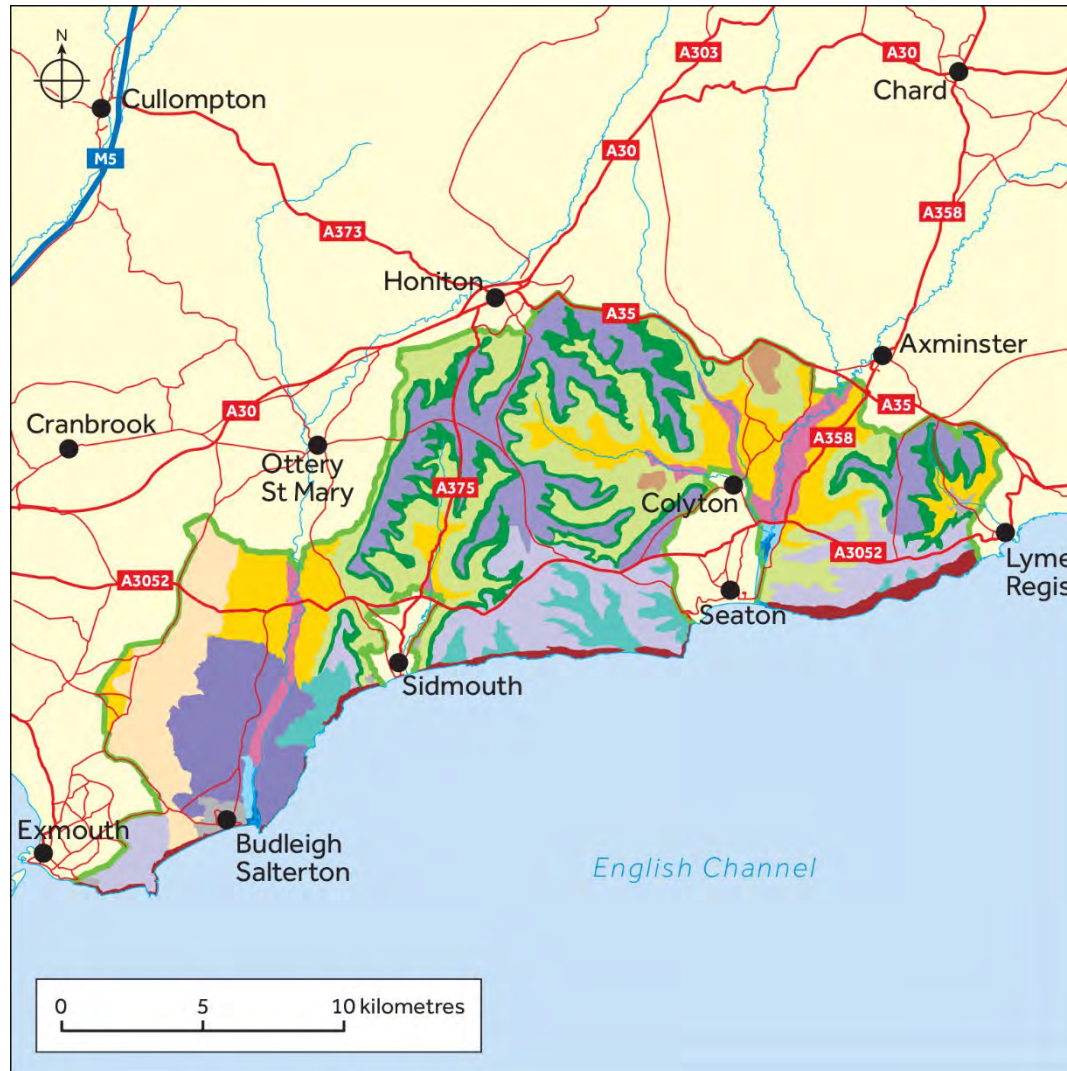 N
A303
A30
Chard
Cullompton
M5
A30
A358
A373
Honiton
A35
Axminster
A30
A35
Cranbrook
Ottery
St Mary
A358
A375
Colyton
A3052
Lyme
Regis
A3052
Seaton
Sidmouth
Exmouth
Budleigh
Salterton
English Channel
0 5 10 kilometres